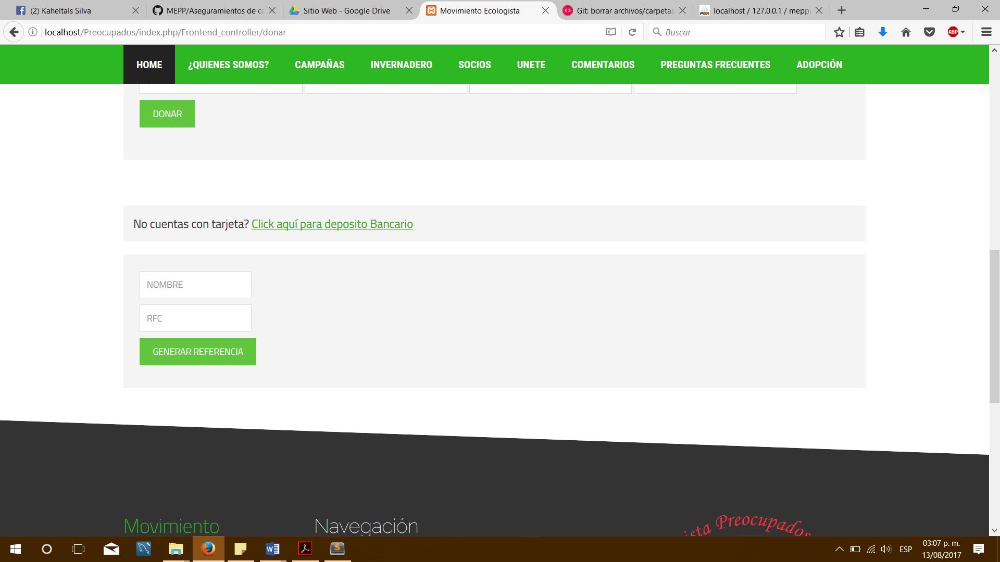 (2) Kaheltals Silva
MEPP/Aseguramientos de ca
Sitio Web - Google Drive
Movimiento Ecologista
Git: borrar archivos/carpetas
localhost / 127.0.0.1 / mepp
localhost/Preocupados/index.php/Frontend_controller/donar
Buscar
ABP
HOME
¿QUIENES SOMOS?
CAMPAÑAS
INVERNADERO
SOCIOS
UNETE
COMENTARIOS
PREGUNTAS FRECUENTES
ADOPCIÓN
DONAR
No cuentas con tarjeta? Click aquí para deposito Bancario
NOMBRE
RFC
GENERAR REFERENCIA
Movimiento
Navegación
ista Preocupados
ESP
03:07 p. m.
13/08/2017